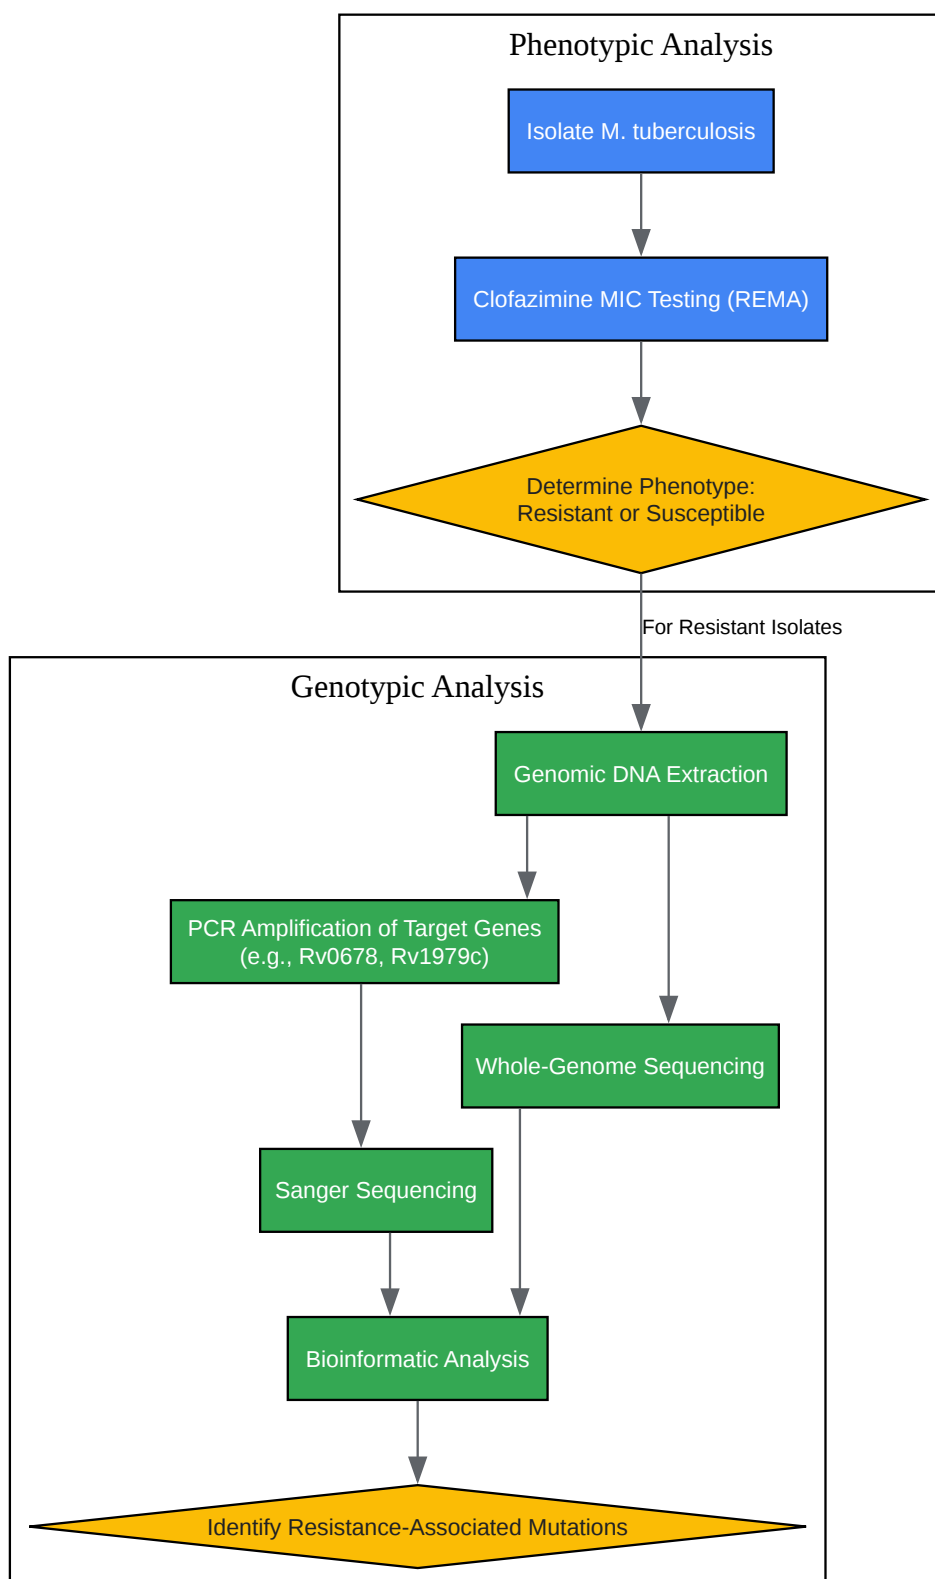 Phenotypic Analysis
Isolate M. tuberculosis
Clofazimine MIC Testing (REMA)
Determine Phenotype:
Resistant or Susceptible
For Resistant Isolates
Genotypic Analysis
Genomic DNA Extraction
PCR Amplification of Target Genes
(e.g., Rv0678, Rv1979c)
Whole-Genome Sequencing
Sanger Sequencing
Bioinformatic Analysis
Identify Resistance-Associated Mutations